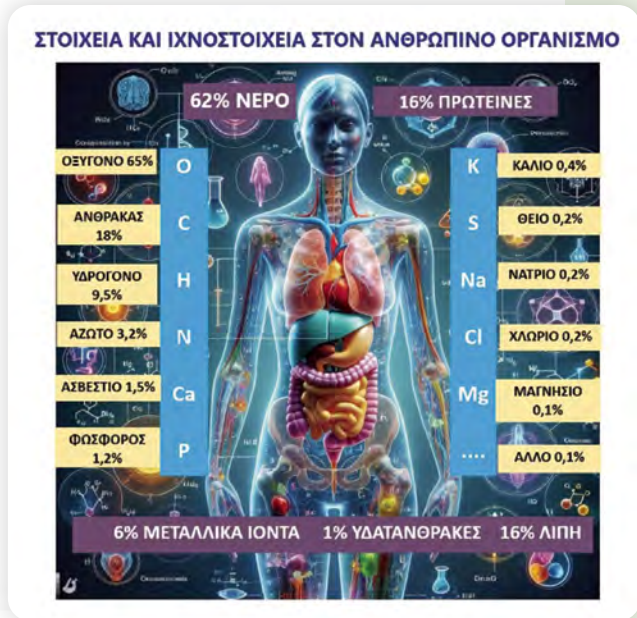 ΣΤΟΙΧΕΙΑ ΚΑΙ ΙΧΝΟΣΤΟΙΧΕΙΑ ΣΤΟΝ ΑΝΘΡΩΠΙΝΟ ΟΡΓΑΝΙΣΜΟ
62% ΝΕΡΟ
16% ΠΡΩΤΕΙΝΕΣ
ΟΞΥΓΟΝΟ 65%
O
ΑΝΘΡΑΚΑΣ
18%
C
ΥΔΡΟΓΟΝΟ
9,5%
H
ΑΖΩΤΟ 3,2%
N
ΑΣΒΕΣΤΙΟ 1,5%
Ca
ΦΩΣΦΟΡΟΣ
1,2%
P
K
ΚΑΛΙΟ 0,4%
S
ΘΕΙΟ 0,2%
Na
ΝΑΤΡΙΟ 0,2%
Cl
ΧΛΩΡΙΟ 0,2%
Mg
ΜΑΓΝΗΣΙΟ
0,1%
....
ΑΛΛΟ 0,1%
6% ΜΕΤΑΛΛΙΚΑ ΙΟΝΤΑ
1% ΥΔΑΤΑΝΘΡΑΚΕΣ
16% ΛΙΠΗ